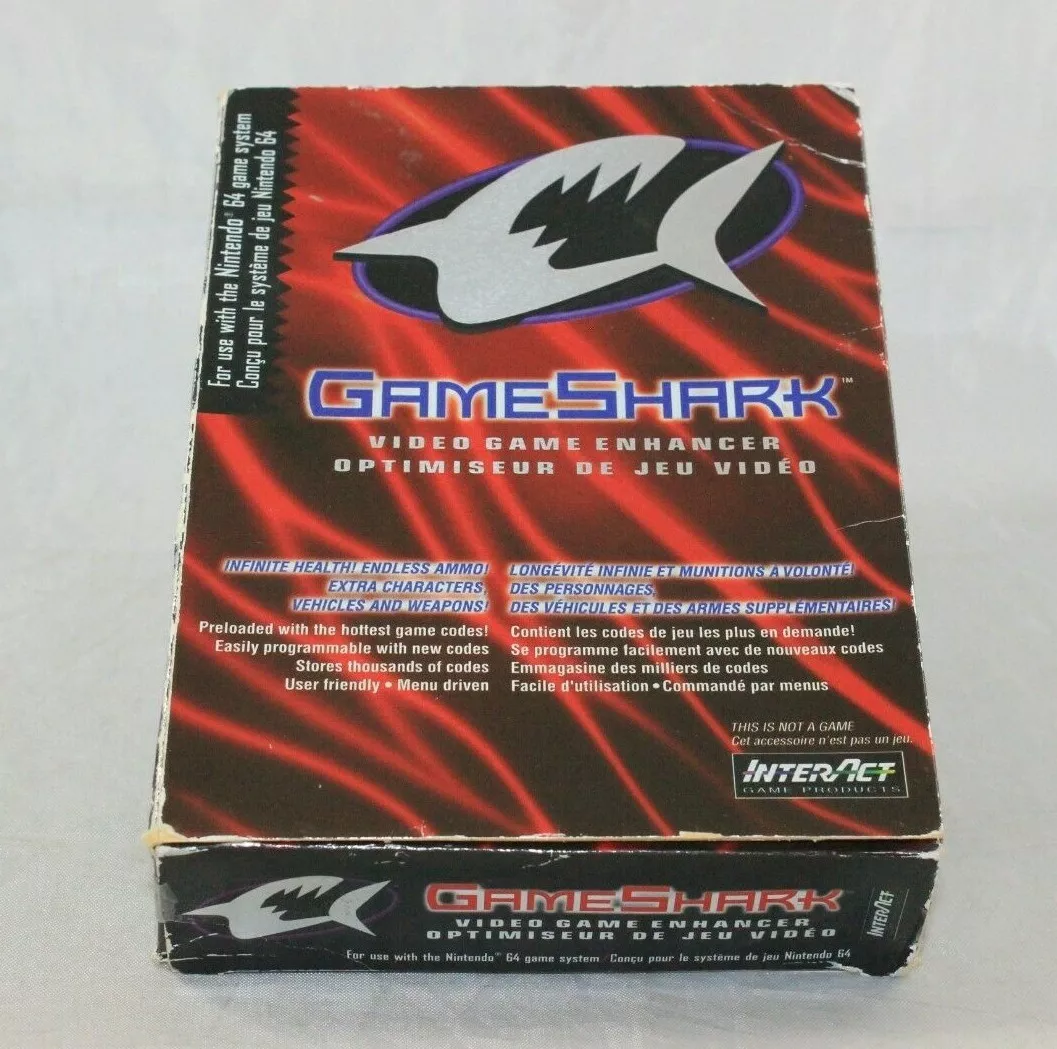 For use with the Nintendo® 64 game system
Conçu pour le système de jeu Nintendo 64
GAMESHARK™
VIDEO GAME ENHANCER
OPTIMISEUR DE JEU VIDÉO
INFINITE HEALTH! ENDLESS AMMO!
EXTRA CHARACTERS,
VEHICLES AND WEAPONS!
Preloaded with the hottest game codes!
Easily programmable with new codes
Stores thousands of codes
User friendly • Menu driven
LONGÉVITÉ INFINIE ET MUNITIONS A VOLONTÉ!
DES PERSONNAGES,
DES VÉHICULES ET DES ARMES SUPPLÉMENTAIRES!
Contient les codes de jeu les plus en demande!
Se programme facilement avec de nouveaux codes
Emmagasine des milliers de codes
Facile d'utilisation • Commandé par menus
THIS IS NOT A GAME
Cet accessoire n'est pas un jeu.
INTERACT
GAME PRODUCTS
GAMESHARK™
VIDEO GAME ENHANCER
OPTIMISEUR DE JEU VIDÉO
For use with the Nintendo® 64 game system Conçu pour le système de jeu Nintendo 64
INTERACT